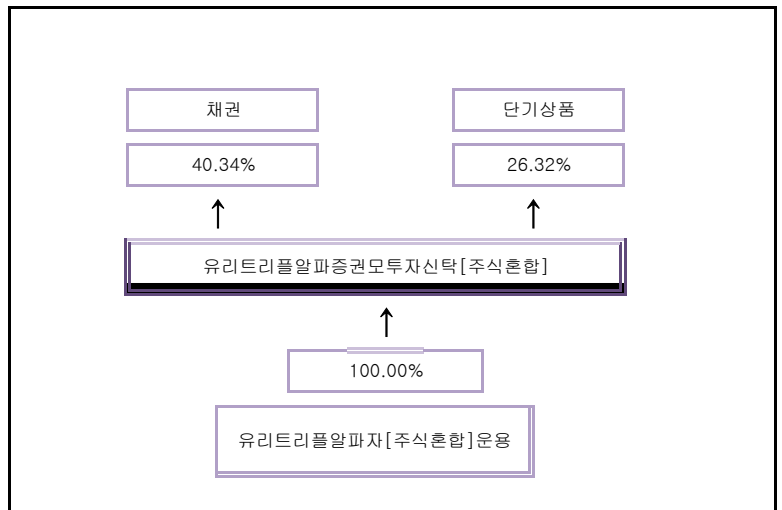 채권
단기상품
40.34%
26.32%
↑
↑
유리트리플알파증권모투자신탁[주식혼합]
↑
100.00%
유리트리플알파자[주식혼합]운용